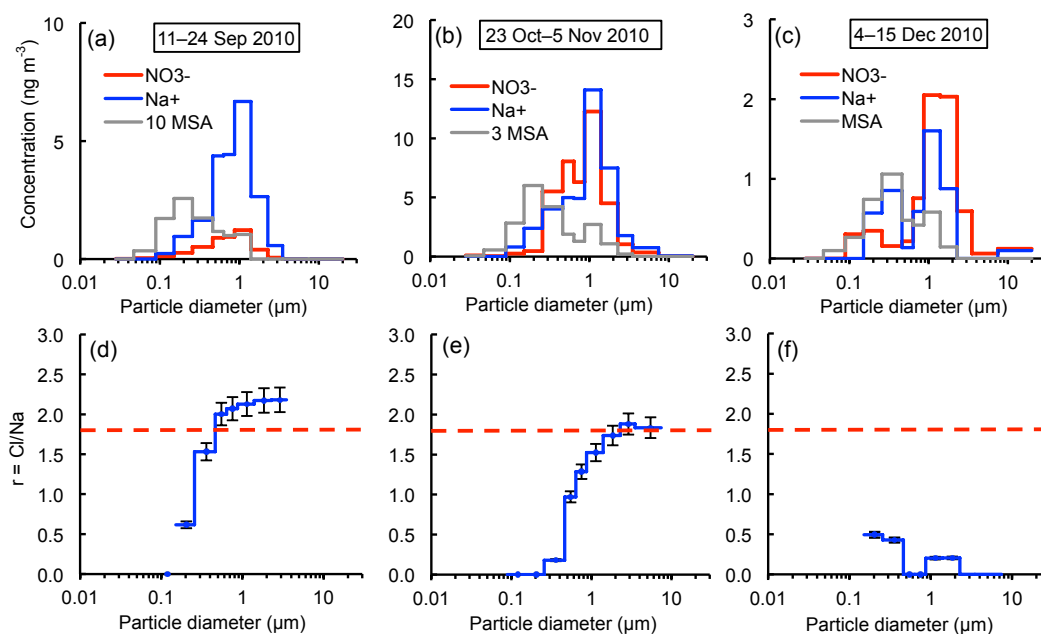 (a)
11–24 Sep 2010
NO3-
Na+
10 MSA
Concentration (ng m⁻³)
10
5
0
0.01 0.1 1 10
Particle diameter (µm)
(b)
23 Oct–5 Nov 2010
NO3-
Na+
3 MSA
20
15
10
5
0
0.01 0.1 1 10
Particle diameter (µm)
(c)
4–15 Dec 2010
NO3-
Na+
MSA
3
2
1
0
0.01 0.1 1 10
Particle diameter (µm)
(d)
r = Cl/Na
3.0
2.5
2.0
1.5
1.0
0.5
0.0
0.01 0.1 1 10
Particle diameter (µm)
(e)
3.0
2.5
2.0
1.5
1.0
0.5
0.0
0.01 0.1 1 10
Particle diameter (µm)
(f)
3.0
2.5
2.0
1.5
1.0
0.5
0.0
0.01 0.1 1 10
Particle diameter (µm)